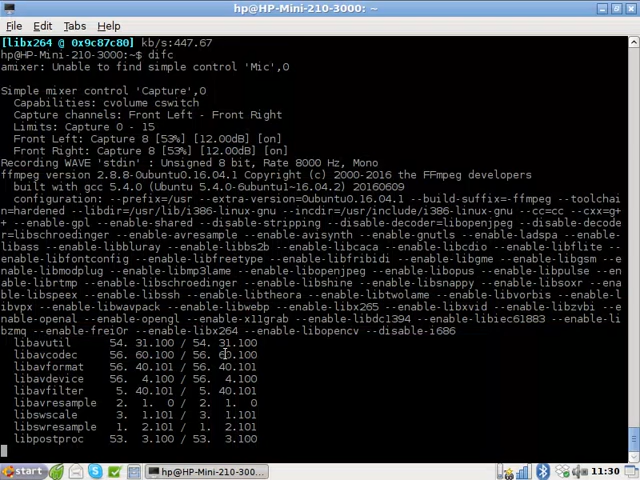 hp@HP-Mini-210-3000: ~
File Edit Tabs Help
[libx264 @ 0x9c87c80] kb/s:447.67
hp@HP-Mini-210-3000:~$ difc
amixer: Unable to find simple control 'Mic',0
Simple mixer control 'Capture',0
Capabilities: cvolume cswitch
Capture channels: Front Left - Front Right
Limits: Capture 0 - 15
Front Left: Capture 8 [53%] [12.00dB] [on]
Front Right: Capture 8 [53%] [12.00dB] [on]
Recording WAVE 'stdin' : Unsigned 8 bit, Rate 8000 Hz, Mono
ffmpeg version 2.8.8-0ubuntu0.16.04.1 Copyright (c) 2000-2016 the FFmpeg developers
built with gcc 5.4.0 (Ubuntu 5.4.0-6ubuntu1~16.04.2) 20160609
configuration: --prefix=/usr --extra-version=0ubuntu0.16.04.1 --build-suffix=-ffmpeg --toolchai
n=hardened --libdir=/usr/lib/i386-linux-gnu --incdir=/usr/include/i386-linux-gnu --cc=cc --cxx=g+
+ --enable-gpl --enable-shared --disable-stripping --disable-decoder=libopenjpeg --disable-decode
r=libschroedinger --enable-avresample --enable-avisynth --enable-gnutls --enable-ladspa --enable-
libass --enable-libbluray --enable-libbs2b --enable-libcaca --enable-libcdio --enable-libflite --
enable-libfontconfig --enable-libfreetype --enable-libfribidi --enable-libgme --enable-libgsm --e
nable-libmodplug --enable-libmp3lame --enable-libopenjpeg --enable-libopus --enable-libpulse --en
able-librtmp --enable-libschroedinger --enable-libshine --enable-libsnappy --enable-libsoxr --ena
ble-libspeex --enable-libssh --enable-libtheora --enable-libtwolame --enable-libvorbis --enable-l
ibvpx --enable-libwavpack --enable-libwebp --enable-libx265 --enable-libxvid --enable-libzvbi --e
nable-openal --enable-opengl --enable-x11grab --enable-libdc1394 --enable-libiec61883 --enable-li
bzmq --enable-frei0r --enable-libx264 --enable-libopencv --disable-i686
libavutil 54. 31.100 / 54. 31.100
libavcodec 56. 60.100 / 56. 60.100
libavformat 56. 40.101 / 56. 40.101
libavdevice 56. 4.100 / 56. 4.100
libavfilter 5. 40.101 / 5. 40.101
libavresample 2. 1. 0 / 2. 1. 0
libswscale 3. 1.101 / 3. 1.101
libswresample 1. 2.101 / 1. 2.101
libpostproc 53. 3.100 / 53. 3.100
start hp@HP-Mini-210-300... 11:30